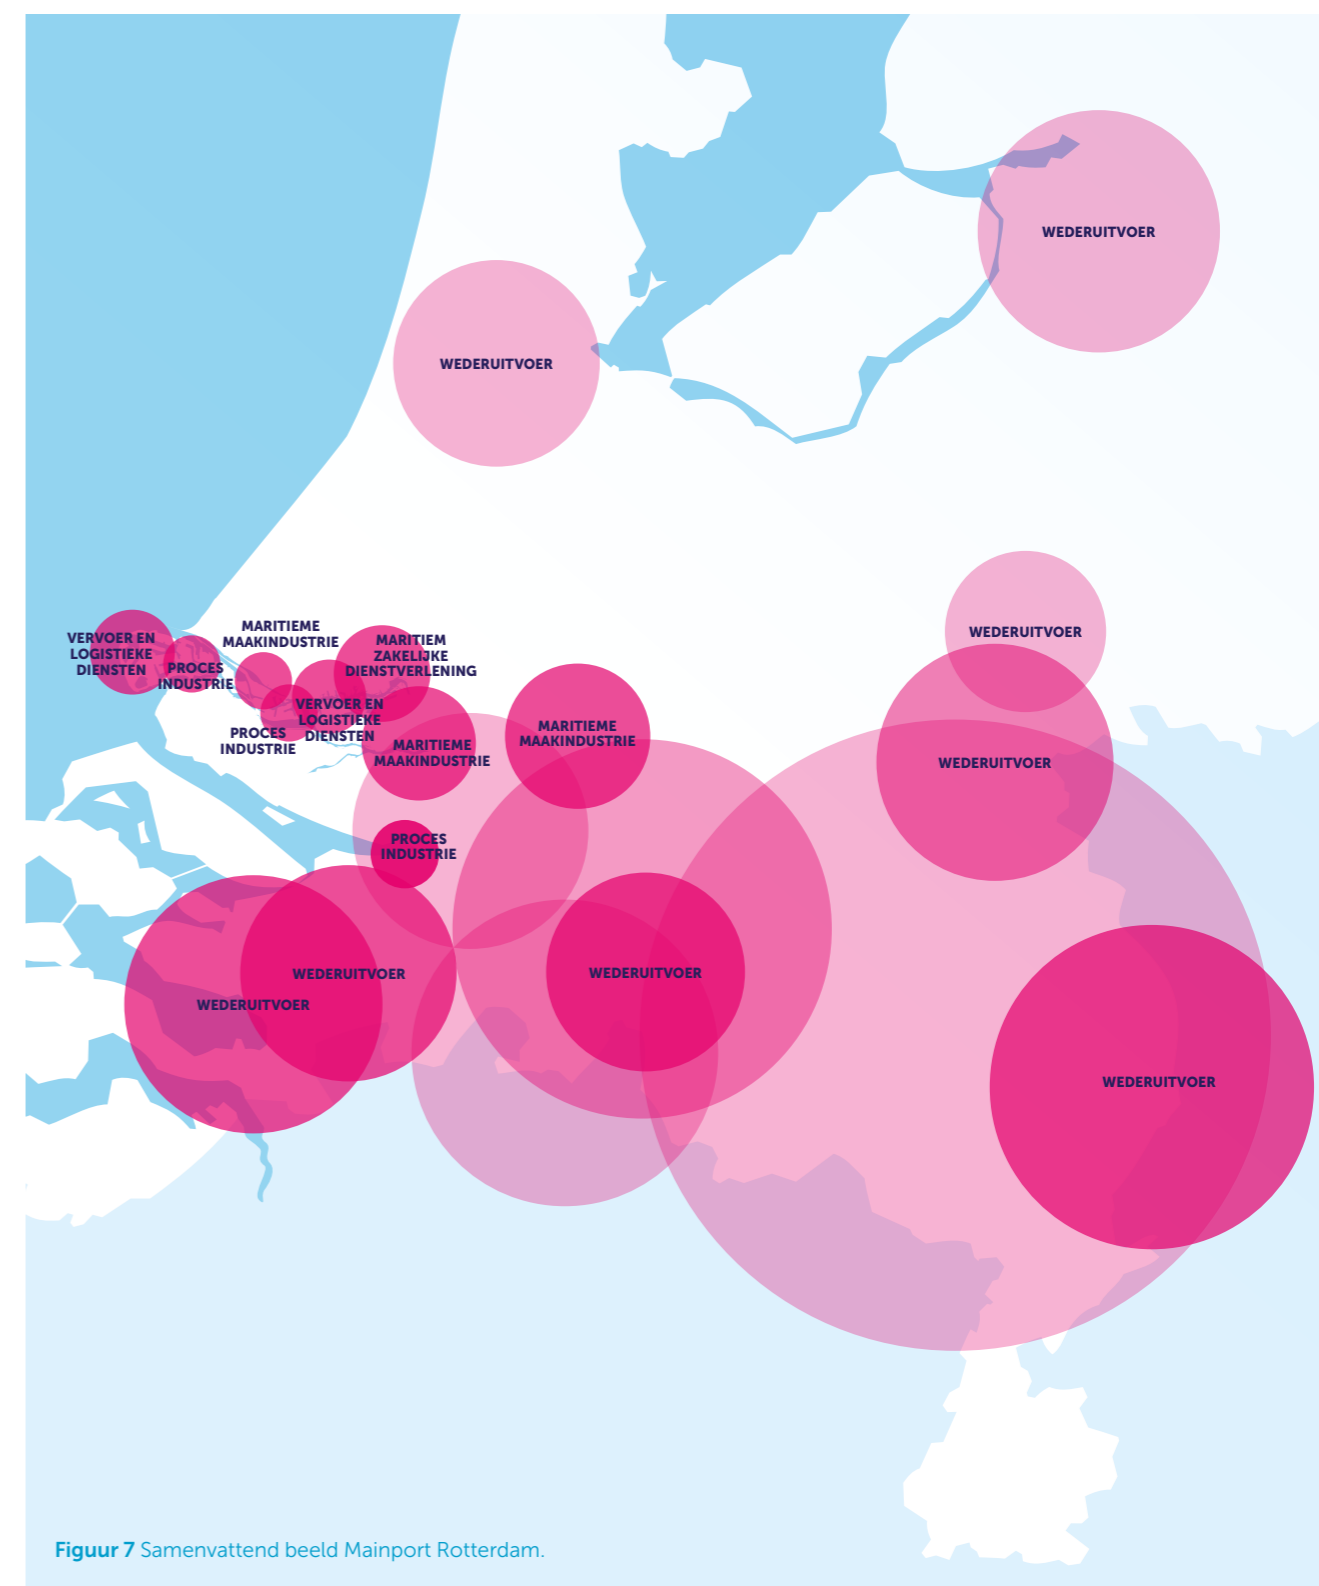 WEDERUITVOER
WEDERUITVOER
WEDERUITVOER
MARITIEME
MAAKINDUSTRIE
VERVOER EN
LOGISTIEKE
DIENSTEN
PROCES
INDUSTRIE
MARITIEM
ZAKELIJKE
DIENSTVERLENING
VERVOER EN
LOGISTIEKE
DIENSTEN
PROCES
INDUSTRIE
MARITIEME
MAAKINDUSTRIE
MARITIEME
MAAKINDUSTRIE
WEDERUITVOER
PROCES
INDUSTRIE
WEDERUITVOER
WEDERUITVOER
WEDERUITVOER
WEDERUITVOER
Figuur 7 Samenvattend beeld Mainport Rotterdam.